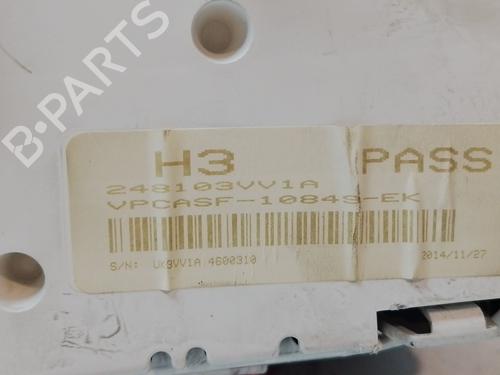 B-PARTS
H3 PASS
248103VV1A
VPCASF-10849-EK
S/N: UK9VV1A 4600310
2014/11/27